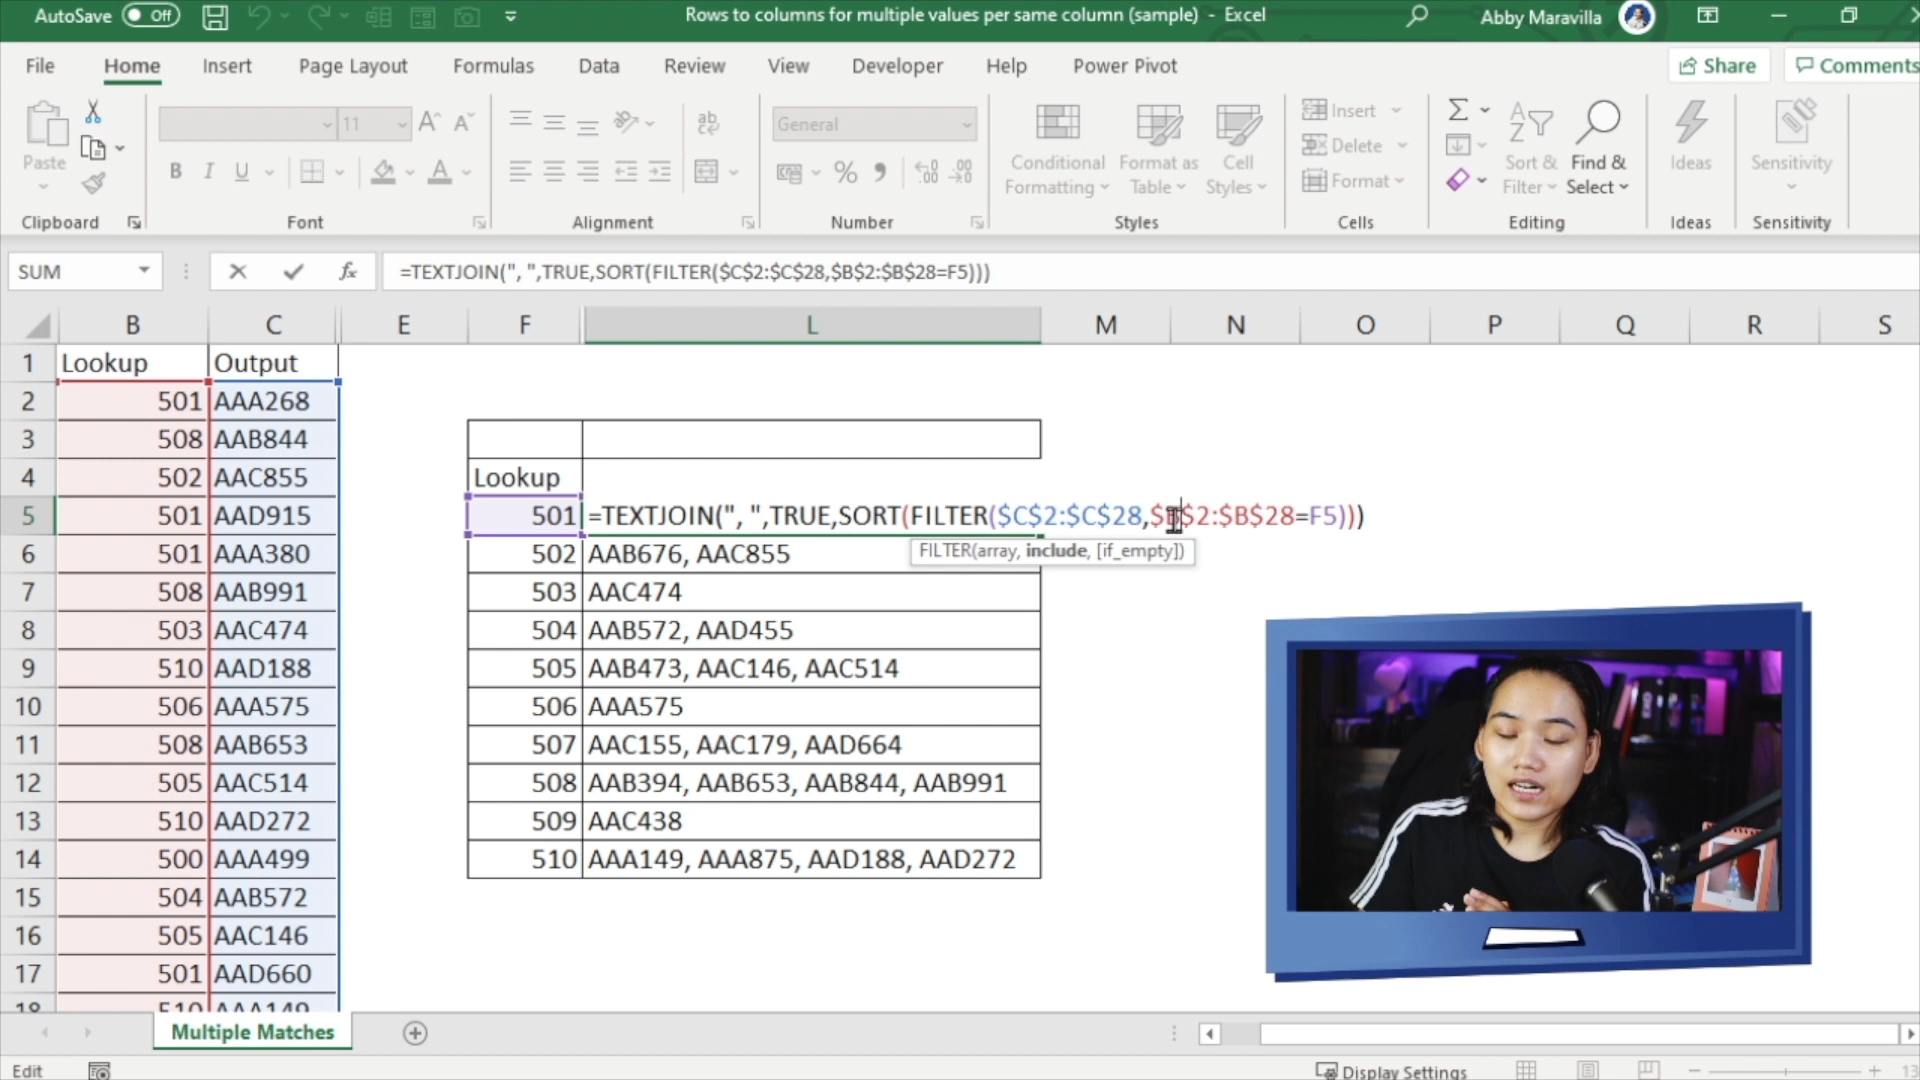 AutoSave Off Rows to columns for multiple values per same column (sample) - Excel Abby Maravilla
File Home Insert Page Layout Formulas Data Review View Developer Help Power Pivot Share Comments
11 General Insert
Delete
Format
Paste Conditional Formatting Format as Table Cell Styles Sort & Filter Find & Select Ideas Sensitivity
B I U
Clipboard Font Alignment Number Styles Cells Editing Ideas Sensitivity
SUM fx =TEXTJOIN(", ",TRUE,SORT(FILTER($C$2:$C$28,$B$2:$B$28=F5)))
B C E F L M N O P Q R S
1 Lookup Output
2 501 AAA268
3 508 AAB844
4 502 AAC855 Lookup
5 501 AAD915 501 =TEXTJOIN(", ",TRUE,SORT(FILTER($C$2:$C$28,$B$2:$B$28=F5)))
FILTER(array, include, [if_empty])
6 501 AAA380 502 AAB676, AAC855
7 508 AAB991 503 AAC474
8 503 AAC474 504 AAB572, AAD455
9 510 AAD188 505 AAB473, AAC146, AAC514
10 506 AAA575 506 AAA575
11 508 AAB653 507 AAC155, AAC179, AAD664
12 505 AAC514 508 AAB394, AAB653, AAB844, AAB991
13 510 AAD272 509 AAC438
14 500 AAA499 510 AAA149, AAA875, AAD188, AAD272
15 504 AAB572
16 505 AAC146
17 501 AAD660
18 510 AAA149
Multiple Matches
Edit Display Settings 13